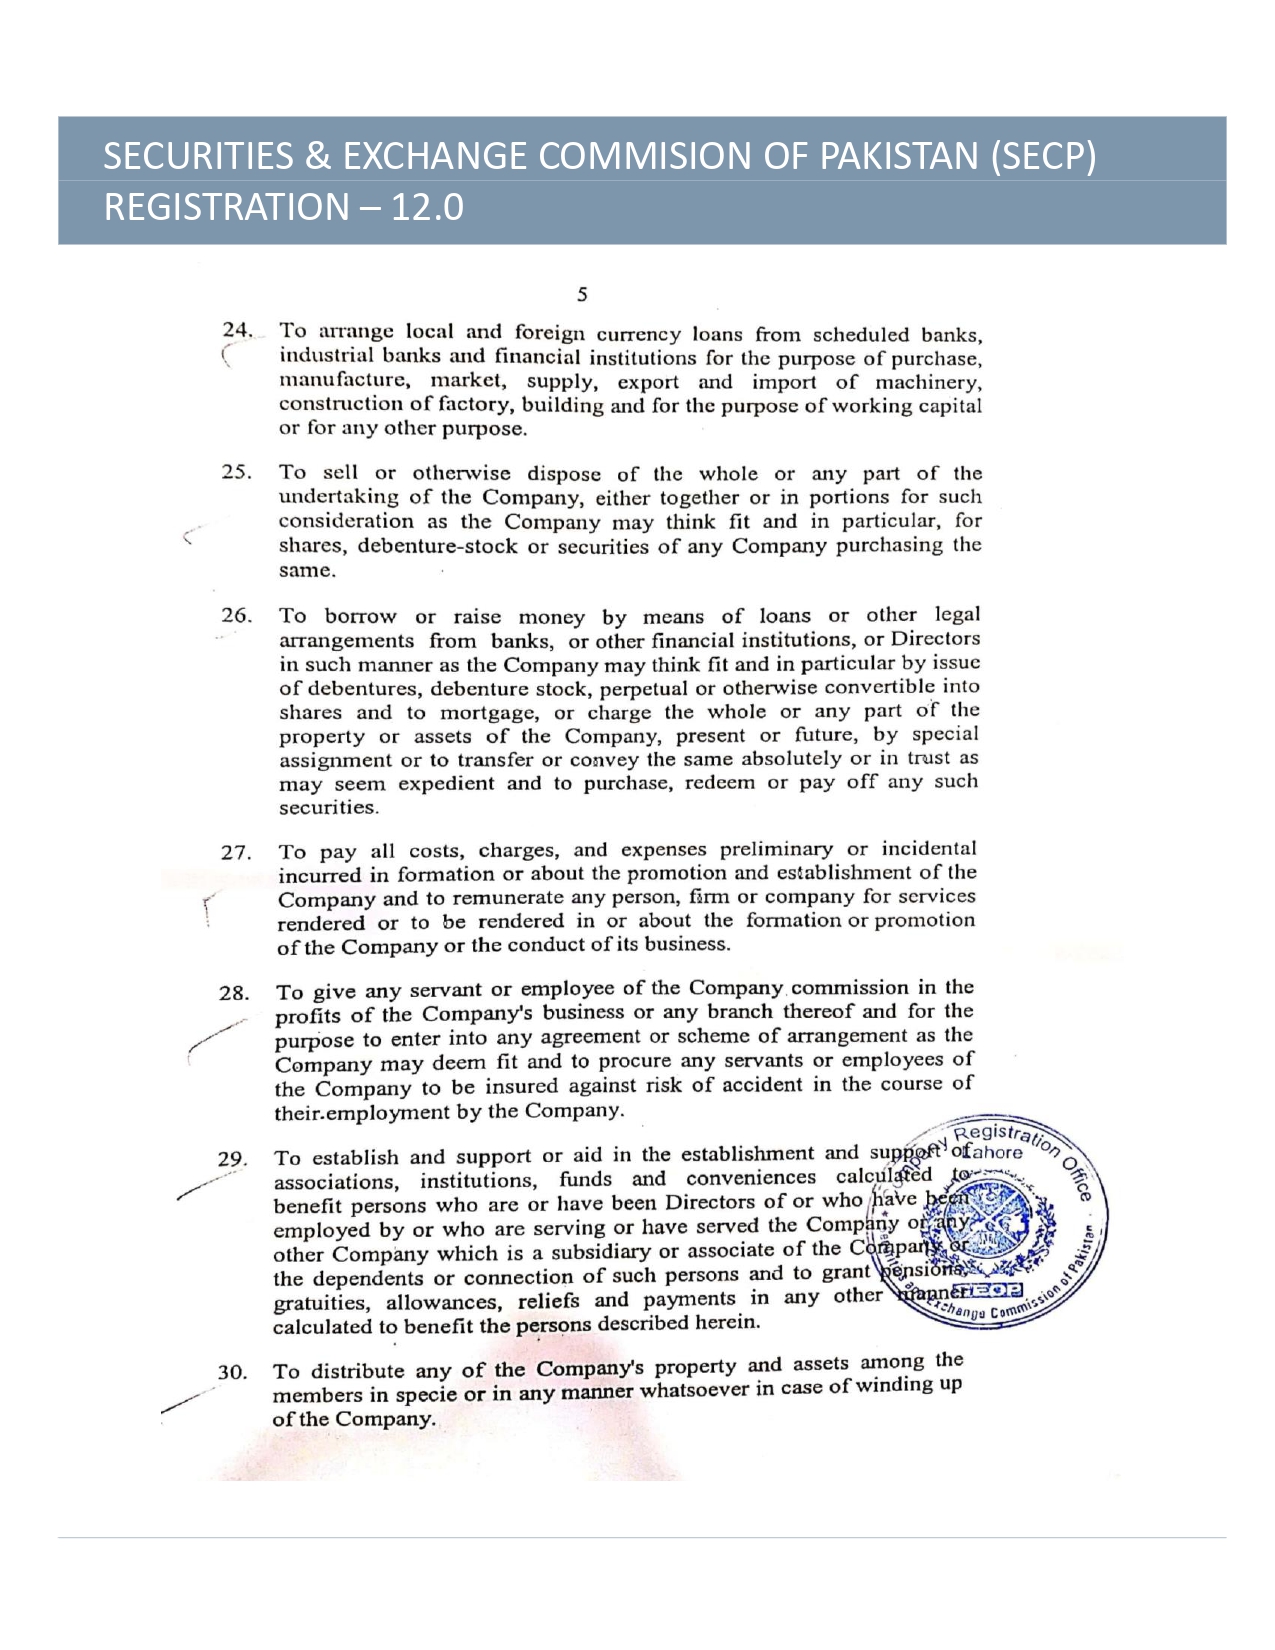 SECURITIES & EXCHANGE COMMISION OF PAKISTAN (SECP)
REGISTRATION – 12.0
5
24. To arrange local and foreign currency loans from scheduled banks,
industrial banks and financial institutions for the purpose of purchase,
manufacture, market, supply, export and import of machinery,
construction of factory, building and for the purpose of working capital
or for any other purpose.
25. To sell or otherwise dispose of the whole or any part of the
undertaking of the Company, either together or in portions for such
consideration as the Company may think fit and in particular, for
shares, debenture-stock or securities of any Company purchasing the
same.
26. To borrow or raise money by means of loans or other legal
arrangements from banks, or other financial institutions, or Directors
in such manner as the Company may think fit and in particular by issue
of debentures, debenture stock, perpetual or otherwise convertible into
shares and to mortgage, or charge the whole or any part of the
property or assets of the Company, present or future, by special
assignment or to transfer or convey the same absolutely or in trust as
may seem expedient and to purchase, redeem or pay off any such
securities.
27. To pay all costs, charges, and expenses preliminary or incidental
incurred in formation or about the promotion and establishment of the
Company and to remunerate any person, firm or company for services
rendered or to be rendered in or about the formation or promotion
of the Company or the conduct of its business.
28. To give any servant or employee of the Company commission in the
profits of the Company's business or any branch thereof and for the
purpose to enter into any agreement or scheme of arrangement as the
Company may deem fit and to procure any servants or employees of
the Company to be insured against risk of accident in the course of
their employment by the Company.
29. To establish and support or aid in the establishment and support of
associations, institutions, funds and conveniences calculated to
benefit persons who are or have been Directors of or who have been
employed by or who are serving or have served the Company or any
other Company which is a subsidiary or associate of the Company or
the dependents or connection of such persons and to grant pensions,
gratuities, allowances, reliefs and payments in any other manner
calculated to benefit the persons described herein.
Company Registration Office
Lahore
SECP
Securities and Exchange Commission of Pakistan
30. To distribute any of the Company's property and assets among the
members in specie or in any manner whatsoever in case of winding up
of the Company.